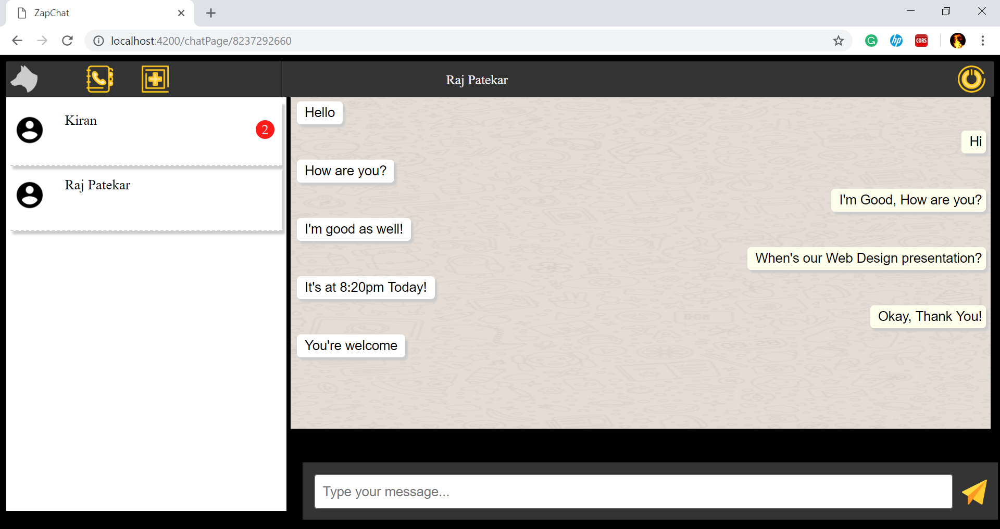 ZapChat
localhost:4200/chatPage/8237292660
G
hp
CORS
Raj Patekar
Kiran
2
Raj Patekar
Hello
Hi
How are you?
I'm Good, How are you?
I'm good as well!
When's our Web Design presentation?
It's at 8:20pm Today!
Okay, Thank You!
You're welcome
Type your message...